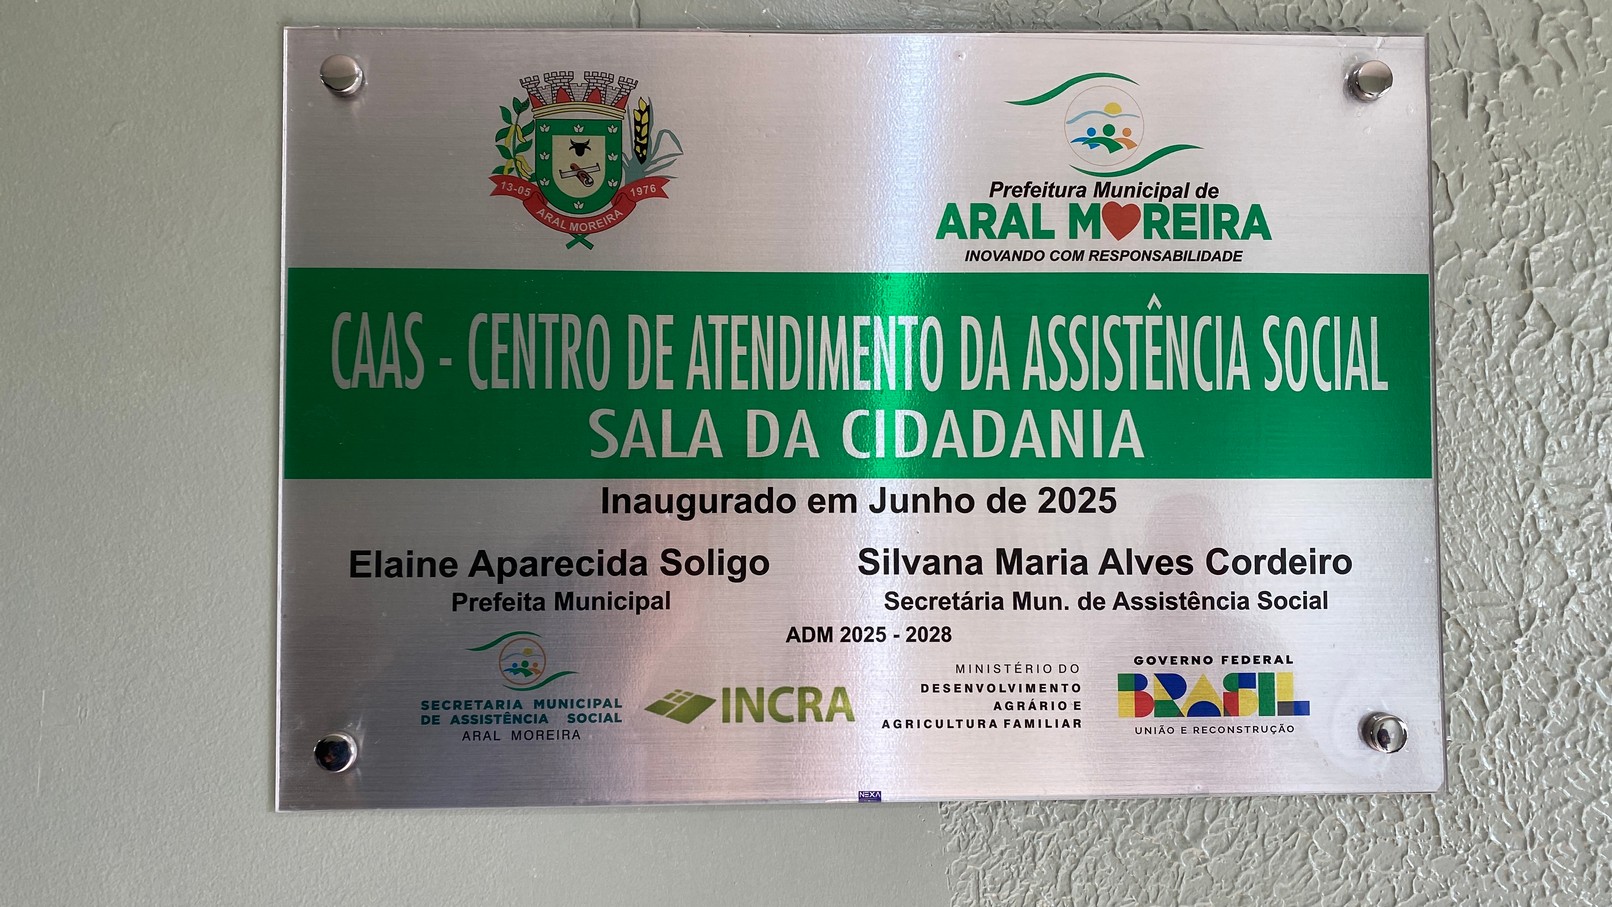 13-05
1976
ARAL MOREIRA
Prefeitura Municipal de
ARAL MOREIRA
INOVANDO COM RESPONSABILIDADE
CAAS - CENTRO DE ATENDIMENTO DA ASSISTÊNCIA SOCIAL
SALA DA CIDADANIA
Inaugurado em Junho de 2025
Elaine Aparecida Soligo
Prefeita Municipal
Silvana Maria Alves Cordeiro
Secretária Mun. de Assistência Social
ADM 2025 - 2028
SECRETARIA MUNICIPAL
DE ASSISTÊNCIA SOCIAL
ARAL MOREIRA
INCRA
MINISTÉRIO DO
DESENVOLVIMENTO
AGRÁRIO E
AGRICULTURA FAMILIAR
GOVERNO FEDERAL
BRASIL
UNIÃO E RECONSTRUÇÃO
NEXA